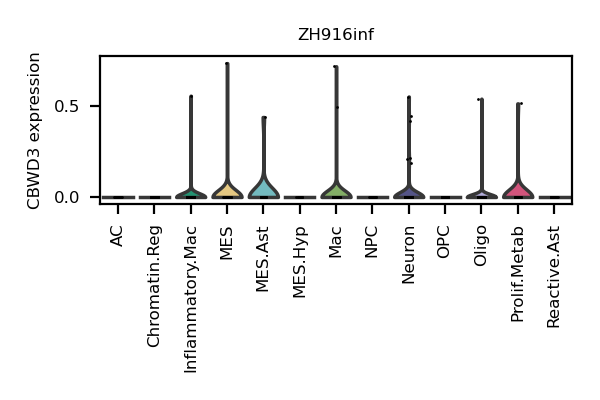 ZH916inf
CBWD3 expression
0.5
0.0
AC
Chromatin.Reg
Inflammatory.Mac
MES
MES.Ast
MES.Hyp
Mac
NPC
Neuron
OPC
Oligo
Prolif.Metab
Reactive.Ast